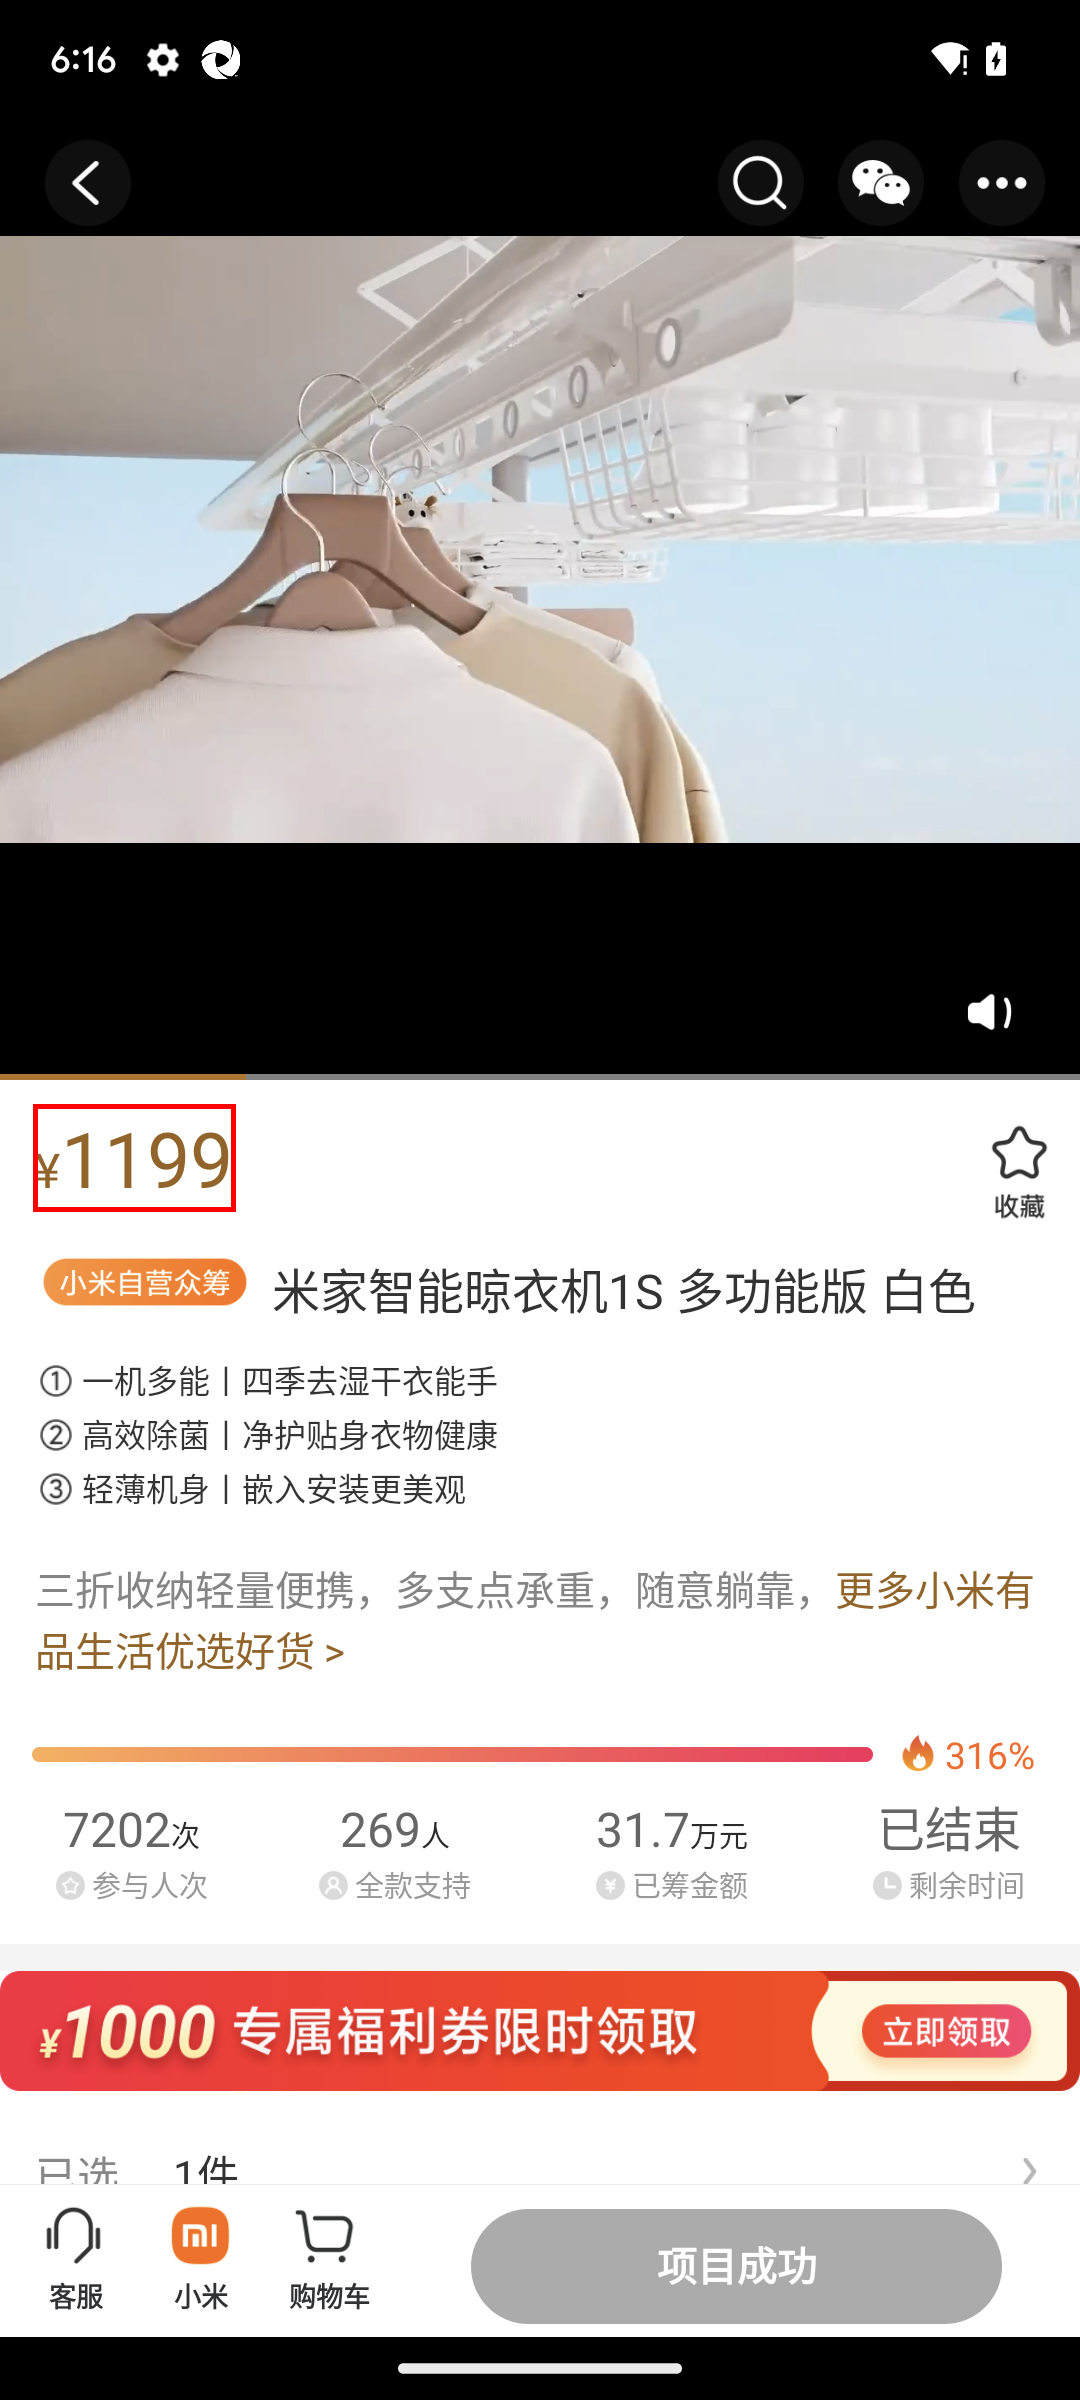 6:16
¥1199
收藏
小米自营众筹 米家智能晾衣机1S 多功能版 白色
① 一机多能丨四季去湿干衣能手
② 高效除菌丨净护贴身衣物健康
③ 轻薄机身丨嵌入安装更美观
三折收纳轻量便携，多支点承重，随意躺靠，更多小米有
品生活优选好货 >
316%
7202次 269人 31.7万元 已结束
参与人次 全款支持 已筹金额 剩余时间
¥1000 专属福利券限时领取 立即领取
已选 1件
客服 小米 购物车 项目成功